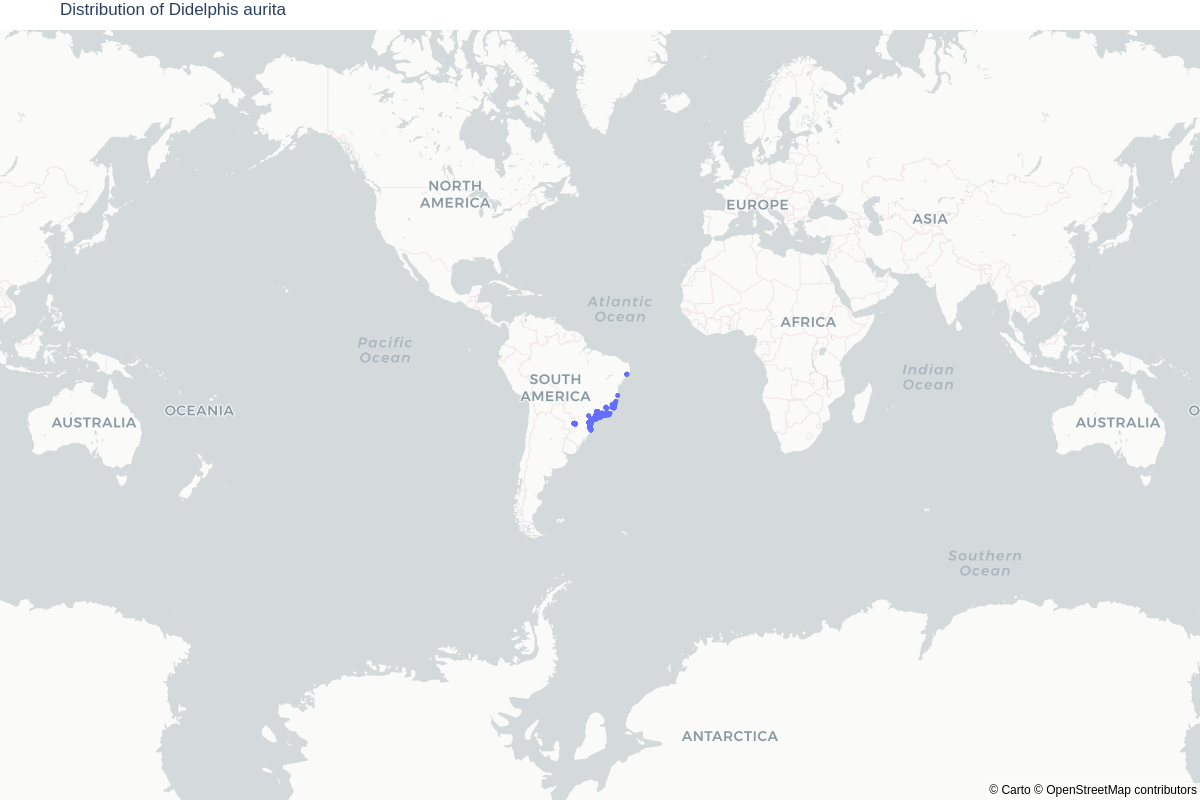 Distribution of Didelphis aurita
NORTH
AMERICA
EUROPE
ASIA
Atlantic
Ocean
AFRICA
Pacific
Ocean
Indian
Ocean
SOUTH
AMERICA
OCEANIA
O
AUSTRALIA
AUSTRALIA
Southern
Ocean
ANTARCTICA
© Carto © OpenStreetMap contributors